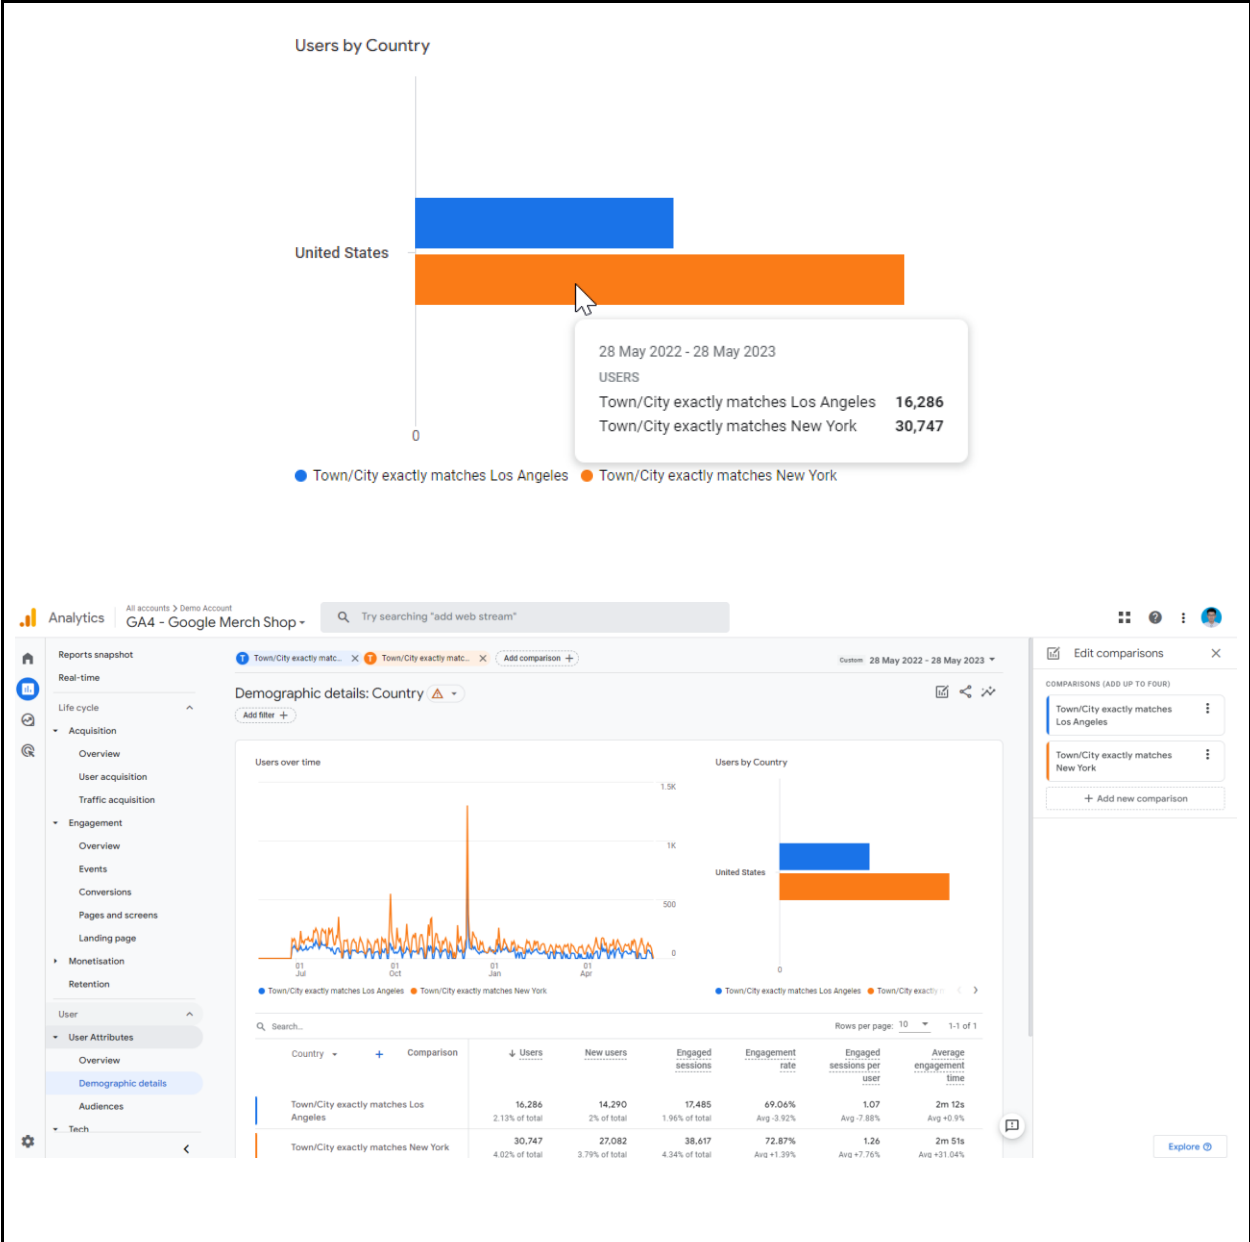 Users by Country
United States
28 May 2022 - 28 May 2023
USERS
Town/City exactly matches Los Angeles 16,286
Town/City exactly matches New York 30,747
0
Town/City exactly matches Los Angeles Town/City exactly matches New York
Analytics
All accounts > Demo Account
GA4 - Google Merch Shop
Try searching "add web stream"
Reports snapshot
Real-time
Life cycle
Acquisition
Overview
User acquisition
Traffic acquisition
Engagement
Overview
Events
Conversions
Pages and screens
Landing page
Monetisation
Retention
User
User Attributes
Overview
Demographic details
Audiences
Tech
T Town/City exactly matc... X T Town/City exactly matc... X Add comparison +
Custom 28 May 2022 - 28 May 2023
Demographic details: Country
Add filter +
Users over time
1.5K
1K
500
0
01 Jul
01 Oct
01 Jan
01 Apr
Town/City exactly matches Los Angeles Town/City exactly matches New York
Users by Country
United States
0
Town/City exactly matches Los Angeles Town/City exactly
Search...
Rows per page: 10 1-1 of 1
Country + Comparison Users New users Engaged sessions Engagement rate Engaged sessions per user Average engagement time
Town/City exactly matches Los Angeles 16,286 14,290 17,485 69.06% 1.07 2m 12s
2.13% of total 2% of total 1.96% of total Avg -3.92% Avg -7.88% Avg +0.9%
Town/City exactly matches New York 30,747 27,082 38,617 72.87% 1.26 2m 51s
4.02% of total 3.79% of total 4.34% of total Avg +1.39% Avg +7.76% Avg +31.04%
Edit comparisons
COMPARISONS (ADD UP TO FOUR)
Town/City exactly matches
Los Angeles
Town/City exactly matches
New York
+ Add new comparison
Explore